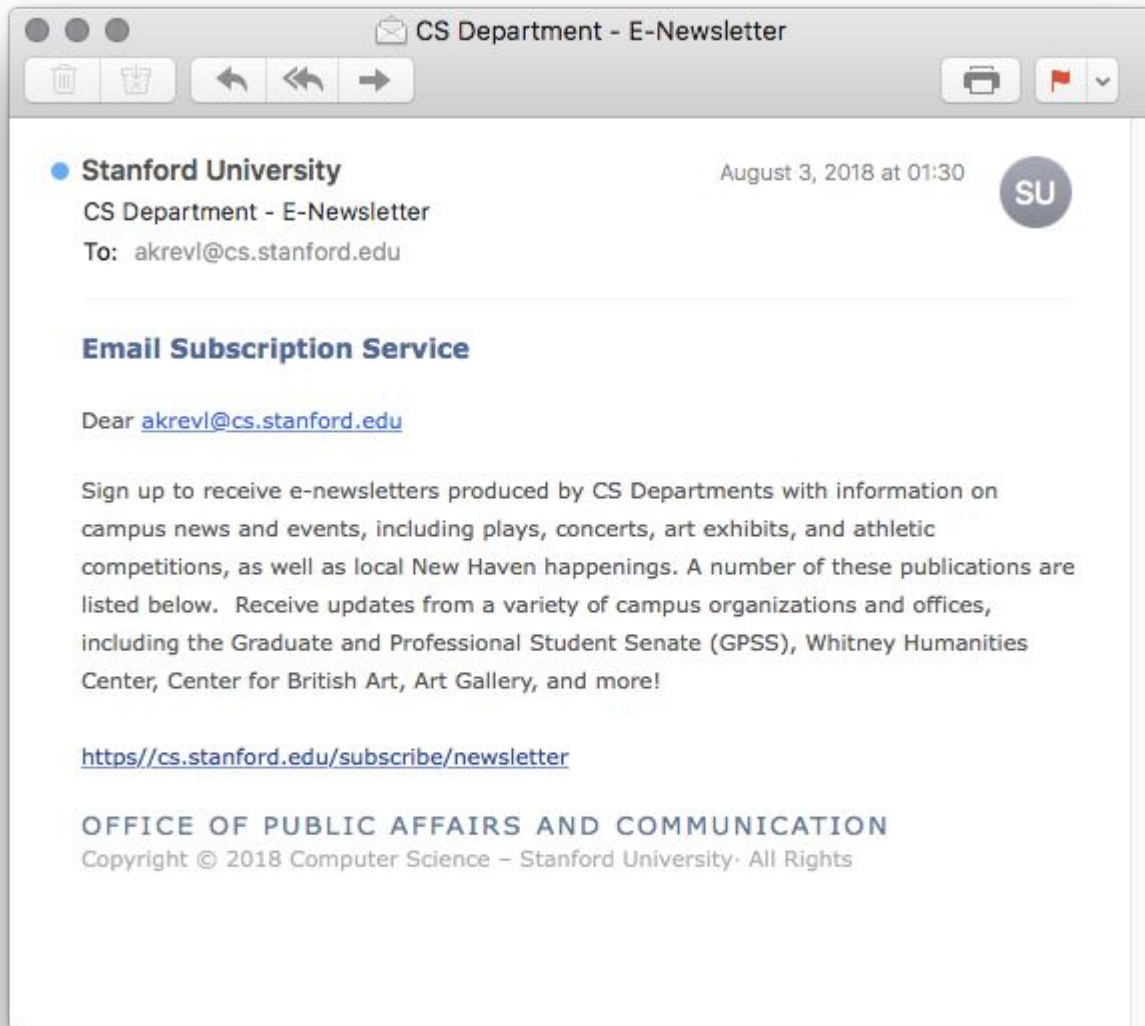 CS Department - E-Newsletter
Stanford University
August 3, 2018 at 01:30
SU
CS Department - E-Newsletter
To: akrevl@cs.stanford.edu
Email Subscription Service
Dear akrevl@cs.stanford.edu
Sign up to receive e-newsletters produced by CS Departments with information on
campus news and events, including plays, concerts, art exhibits, and athletic
competitions, as well as local New Haven happenings. A number of these publications are
listed below.  Receive updates from a variety of campus organizations and offices,
including the Graduate and Professional Student Senate (GPSS), Whitney Humanities
Center, Center for British Art, Art Gallery, and more!
https//cs.stanford.edu/subscribe/newsletter
OFFICE OF PUBLIC AFFAIRS AND COMMUNICATION
Copyright © 2018 Computer Science – Stanford University· All Rights